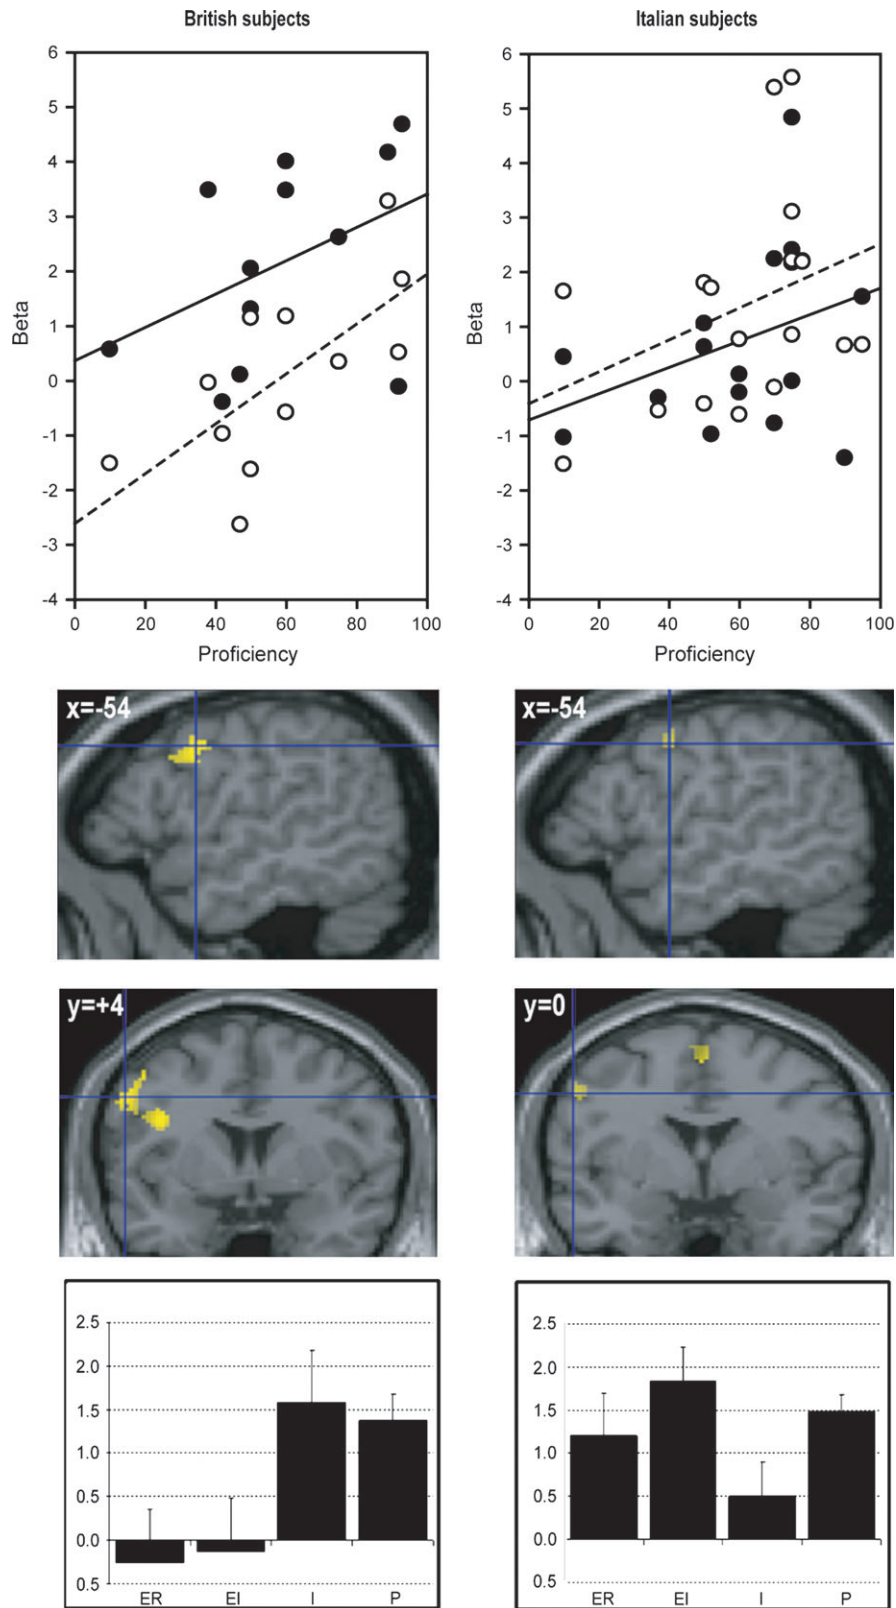 British subjects
Italian subjects
6
5
4
3
2
1
0
-1
-2
-3
-4
Beta
0 20 40 60 80 100
Proficiency
6
5
4
3
2
1
0
-1
-2
-3
-4
Beta
0 20 40 60 80 100
Proficiency
x=-54
x=-54
y=+4
y=0
2.5
2.0
1.5
1.0
0.5
0.0
0.5
ER EI I P
2.5
2.0
1.5
1.0
0.5
0.0
0.5
ER EI I P